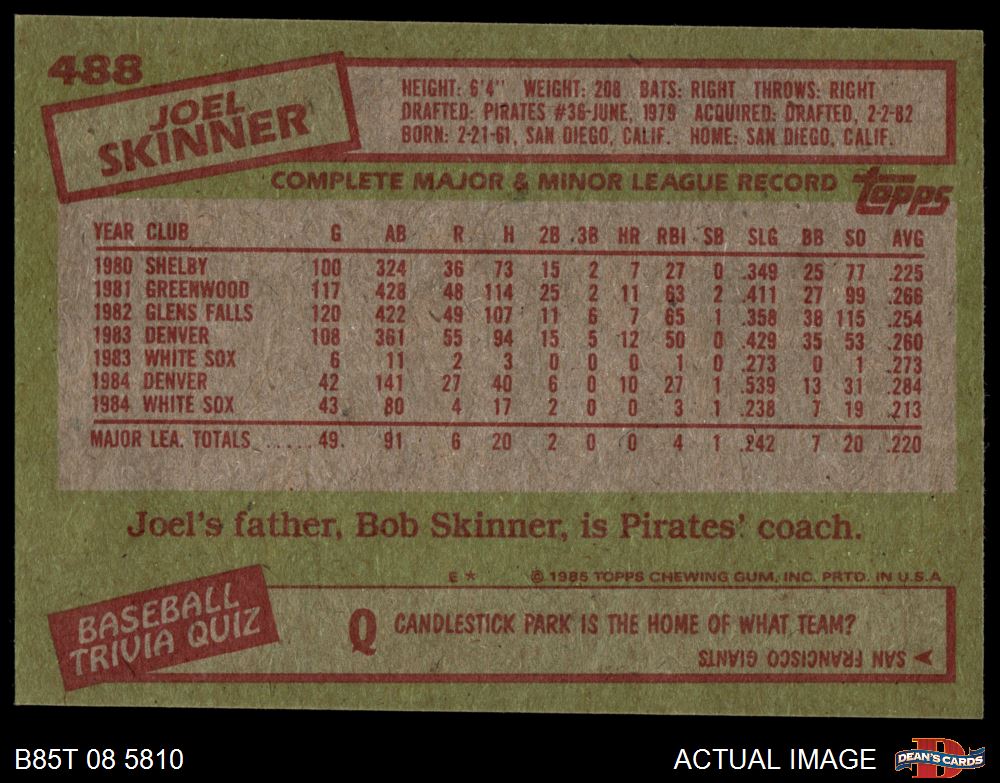 488
JOEL
SKINNER
HEIGHT: 6'4" WEIGHT: 208 BATS: RIGHT THROWS: RIGHT
DRAFTED: PIRATES #36-JUNE, 1979 ACQUIRED: DRAFTED, 2-2-82
BORN: 2-21-61, SAN DIEGO, CALIF. HOME: SAN DIEGO, CALIF.
COMPLETE MAJOR & MINOR LEAGUE RECORD
topps
YEAR CLUB G AB R H 2B 3B HR RBI SB SLG BB SO AVG
1980 SHELBY 100 324 36 73 15 2 7 27 0 .349 25 77 .225
1981 GREENWOOD 117 428 48 114 25 2 11 63 2 .411 27 99 .266
1982 GLENS FALLS 120 422 49 107 11 6 7 65 1 .358 38 115 .254
1983 DENVER 108 361 55 94 15 5 12 50 0 .429 35 53 .260
1983 WHITE SOX 6 11 2 3 0 0 0 1 0 .273 0 1 .273
1984 DENVER 42 141 27 40 6 0 10 27 1 .539 13 31 .284
1984 WHITE SOX 43 80 4 17 2 0 0 3 1 .238 7 19 .213
MAJOR LEA. TOTALS ...... 49 91 6 20 2 0 0 4 1 .242 7 20 .220
Joel's father, Bob Skinner, is Pirates' coach.
E * © 1985 TOPPS CHEWING GUM, INC. PRTD. IN U.S.A
BASEBALL
TRIVIA QUIZ
Q CANDLESTICK PARK IS THE HOME OF WHAT TEAM?
SAN FRANCISCO GIANTS
B85T 08 5810
ACTUAL IMAGE
D
DEAN'S CARDS